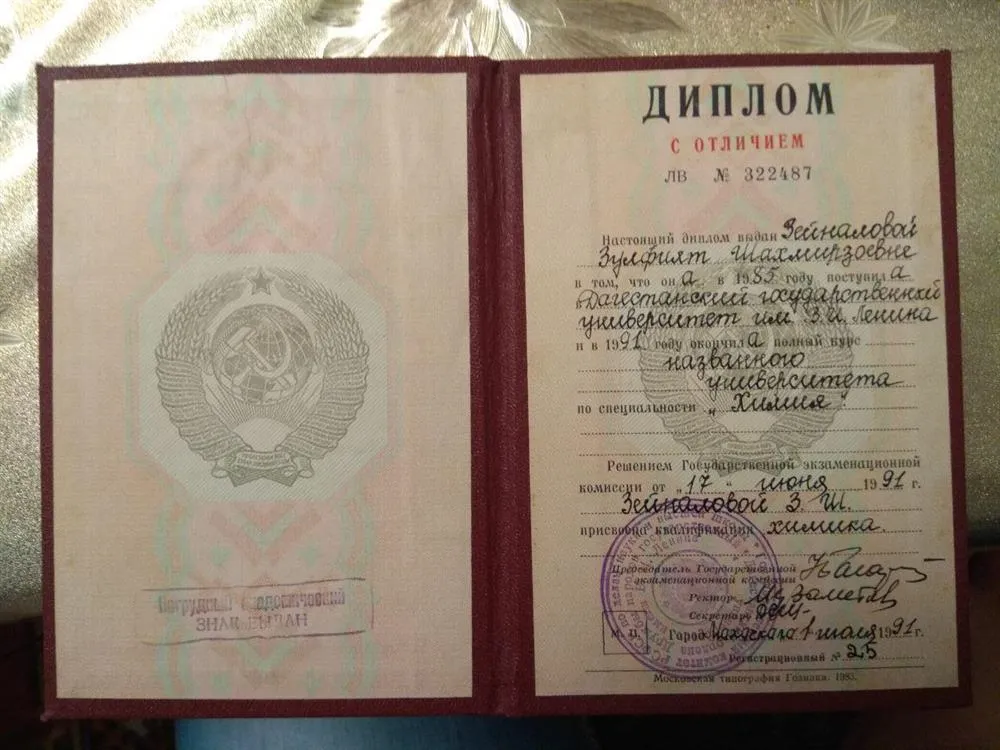 Нагрудный
ЗНАК ВЫДАН
ДИПЛОМ
С ОТЛИЧИЕМ
ЛВ № 322487
Настоящий диплом выдан Зейналовой
Зулфият Шахмирзоевне
в том, что она в 1985 году поступила
в Дагестанский государственный
университет им. В.И. Ленина
и в 1991 году окончила полный курс
названного
университета
по специальности „Химия“
Решением Государственной экзаменационной
комиссии от „17“ июня 1991 г.
Зейналовой З. Ш.
присвоена квалификация химика.
Председатель Государственной
экзаменационной комиссии
Ректор
Секретарь
М. П. Город Махачкала 1 июля 1991 г.
Регистрационный № 25
Московская типография Гознака. 1985.